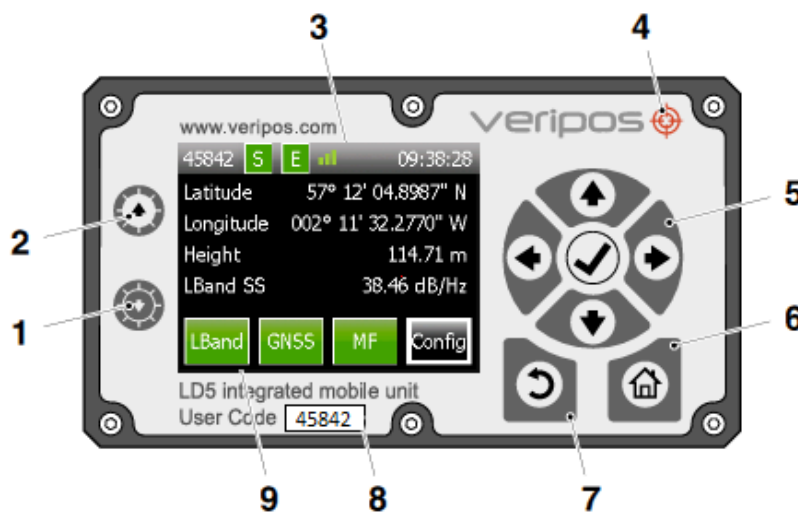 3
4
www.veripos.com
veripos
45842 S E 09:38:28
5
2
Latitude 57° 12' 04.8987" N
Longitude 002° 11' 32.2770" W
Height 114.71 m
LBand SS 38.46 dB/Hz
1
6
LBand GNSS MF Config
LD5 integrated mobile unit
User Code 45842
9
8
7